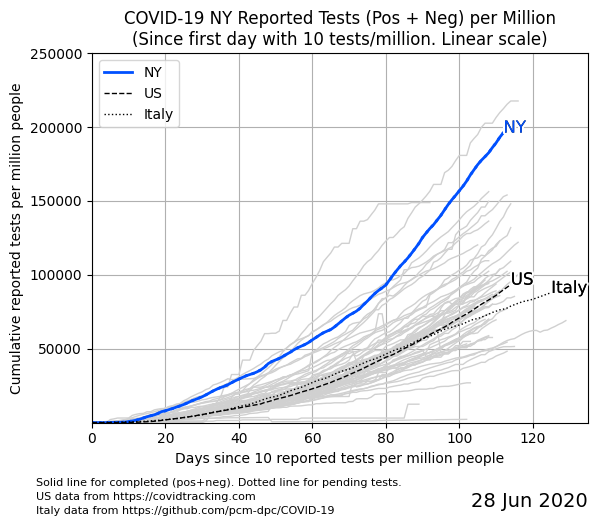 COVID-19 NY Reported Tests (Pos + Neg) per Million
(Since first day with 10 tests/million. Linear scale)
250000
200000
150000
100000
50000
Cumulative reported tests per million people
NY
US
Italy
NY
US
Italy
0 20 40 60 80 100 120
Days since 10 reported tests per million people
Solid line for completed (pos+neg). Dotted line for pending tests.
US data from https://covidtracking.com
Italy data from https://github.com/pcm-dpc/COVID-19
28 Jun 2020